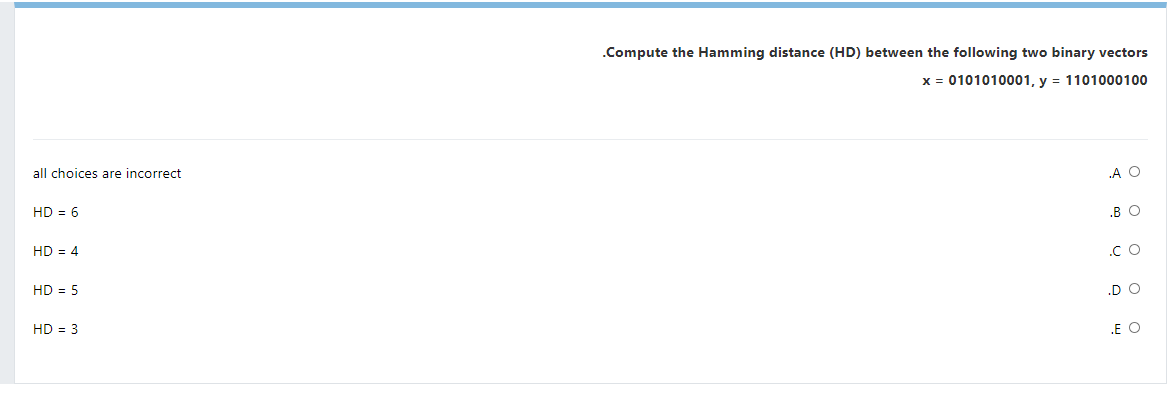 .Compute the Hamming distance (HD) between the following two binary vectors
x = 0101010001, y = 1101000100
all choices are incorrect .A
HD = 6 .B
HD = 4 .C
HD = 5 .D
HD = 3 .E